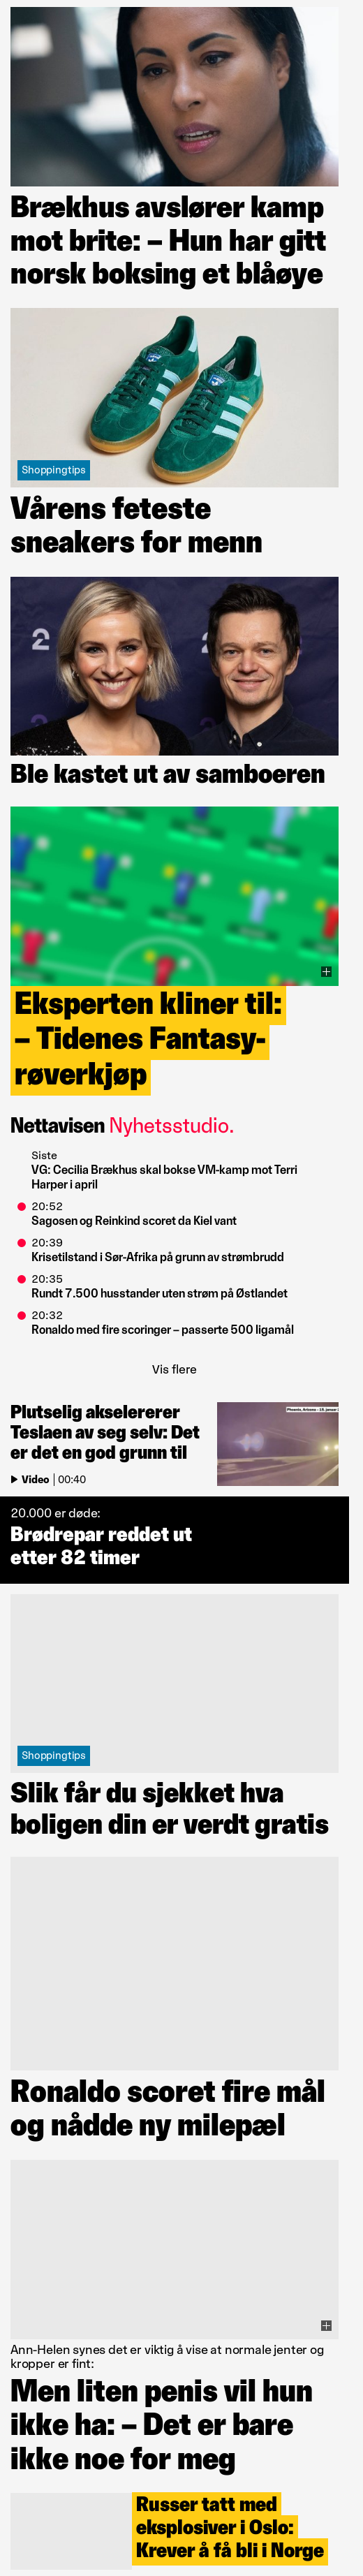 Brækhus avslører kamp
mot brite: – Hun har gitt
norsk boksing et blåøye
Shoppingtips
Vårens feteste
sneakers for menn
Ble kastet ut av samboeren
Eksperten kliner til:
– Tidenes Fantasy-
røverkjøp
Nettavisen Nyhetsstudio.
Siste
VG: Cecilia Brækhus skal bokse VM-kamp mot Terri
Harper i april
20:52
Sagosen og Reinkind scoret da Kiel vant
20:39
Krisetilstand i Sør-Afrika på grunn av strømbrudd
20:35
Rundt 7.500 husstander uten strøm på Østlandet
20:32
Ronaldo med fire scoringer – passerte 500 ligamål
Vis flere
Plutselig akselererer
Teslaen av seg selv: Det
er det en god grunn til
Video | 00:40
20.000 er døde:
Brødrepar reddet ut
etter 82 timer
Shoppingtips
Slik får du sjekket hva
boligen din er verdt gratis
Ronaldo scoret fire mål
og nådde ny milepæl
Ann-Helen synes det er viktig å vise at normale jenter og
kropper er fint:
Men liten penis vil hun
ikke ha: – Det er bare
ikke noe for meg
Russer tatt med
eksplosiver i Oslo:
Krever å få bli i Norge